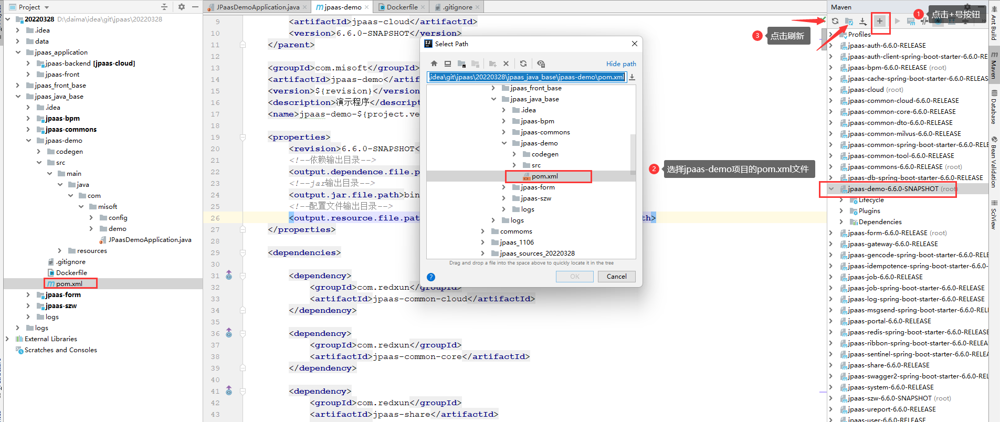 Project
20220328 D:\daima\idea\git\jpaas\20220328
.idea
data
jpaas_application
jpaas-backend [jpaas-cloud]
jpaas-front
jpaas_front_base
jpaas_java_base
.idea
jpaas-bpm
jpaas-commons
jpaas-demo
codegen
src
main
java
com
misoft
config
demo
JPaasDemoApplication.java
resources
.gitignore
Dockerfile
pom.xml
jpaas-form
jpaas-szw
logs
logs
External Libraries
Scratches and Consoles
JPaasDemoApplication.java
jpaas-demo
Dockerfile
.gitignore
9 <artifactId>jpaas-cloud</artifactId>
10 <version>6.6.0-SNAPSHOT</version>
11 </parent>
12
13 <groupId>com.misoft</groupId>
14 <artifactId>jpaas-demo</artif
15 <version>${revision}</version
16 <description>演示程序</descript
17 <name>jpaas-demo-${project.ve
18
19 <properties>
20 <revision>6.6.0-SNAPSHOT<
21 <!--依赖输出目录-->
22 <output.dependence.file.p
23 <!--jar输出目录-->
24 <output.jar.file.path>bin
25 <!--配置文件输出目录-->
26 <output.resource.file.pat th>
27 </properties>
28
29 <dependencies>
30
31 <dependency>
32 <groupId>com.redxun</groupId>
33 <artifactId>jpaas-common-cloud</artifactId>
34 </dependency>
35
36 <dependency>
37 <groupId>com.redxun</groupId>
38 <artifactId>jpaas-common-core</artifactId>
39 </dependency>
40
41 <dependency>
42 <groupId>com.redxun</groupId>
43 <artifactId>jpaas-share</artifactId>
Select Path
Hide path
\idea\git\jpaas\20220328\jpaas_java_base\jpaas-demo\pom.xml
jpaas_front_base
jpaas_java_base
.idea
jpaas-bpm
jpaas-commons
jpaas-demo
codegen
src
pom.xml
jpaas-form
jpaas-szw
logs
logs
commoms
jpaas_1106
jpaas_sources_20220328
Drag and drop a file into the space above to quickly locate it in the tree
?
OK
Cancel
1 点击+号按钮
2 选择jpaas-demo项目的pom.xml文件
3 点击刷新
Maven
Profiles
jpaas-auth-6.6.0-RELEASE
jpaas-auth-client-spring-boot-starter-6.6.0-RE
jpaas-bpm-6.6.0-RELEASE (root)
jpaas-cache-spring-boot-starter-6.6.0-RELEAS
jpaas-cloud (root)
jpaas-common-cloud-6.6.0-RELEASE
jpaas-common-core-6.6.0-RELEASE
jpaas-common-dto-6.6.0-RELEASE
jpaas-common-milvus-6.6.0-RELEASE
jpaas-common-spring-boot-starter-6.6.0-RELE
jpaas-common-tool-6.6.0-RELEASE
jpaas-commons-6.6.0-RELEASE (root)
jpaas-db-spring-boot-starter-6.6.0-RELEASE
jpaas-demo-6.6.0-SNAPSHOT (root)
Lifecycle
Plugins
Dependencies
jpaas-form-6.6.0-RELEASE (root)
jpaas-gateway-6.6.0-RELEASE
jpaas-gencode-spring-boot-starter-6.6.0-RELE
jpaas-idempotence-spring-boot-starter-6.6.0-
jpaas-job-6.6.0-RELEASE
jpaas-job-spring-boot-starter-6.6.0-RELEASE
jpaas-log-spring-boot-starter-6.6.0-RELEASE
jpaas-msgsend-spring-boot-starter-6.6.0-RELE
jpaas-portal-6.6.0-RELEASE
jpaas-redis-spring-boot-starter-6.6.0-RELEASE
jpaas-ribbon-spring-boot-starter-6.6.0-RELEA
jpaas-sentinel-spring-boot-starter-6.6.0-RELE
jpaas-share-6.6.0-RELEASE
jpaas-swagger2-spring-boot-starter-6.6.0-REL
jpaas-system-6.6.0-RELEASE
jpaas-szw-6.6.0-SNAPSHOT (root)
jpaas-ureport-6.6.0-RELEASE
jpaas-user-6.6.0-RELEASE
Ant Build
Maven
Database
Bean Validation
SciView